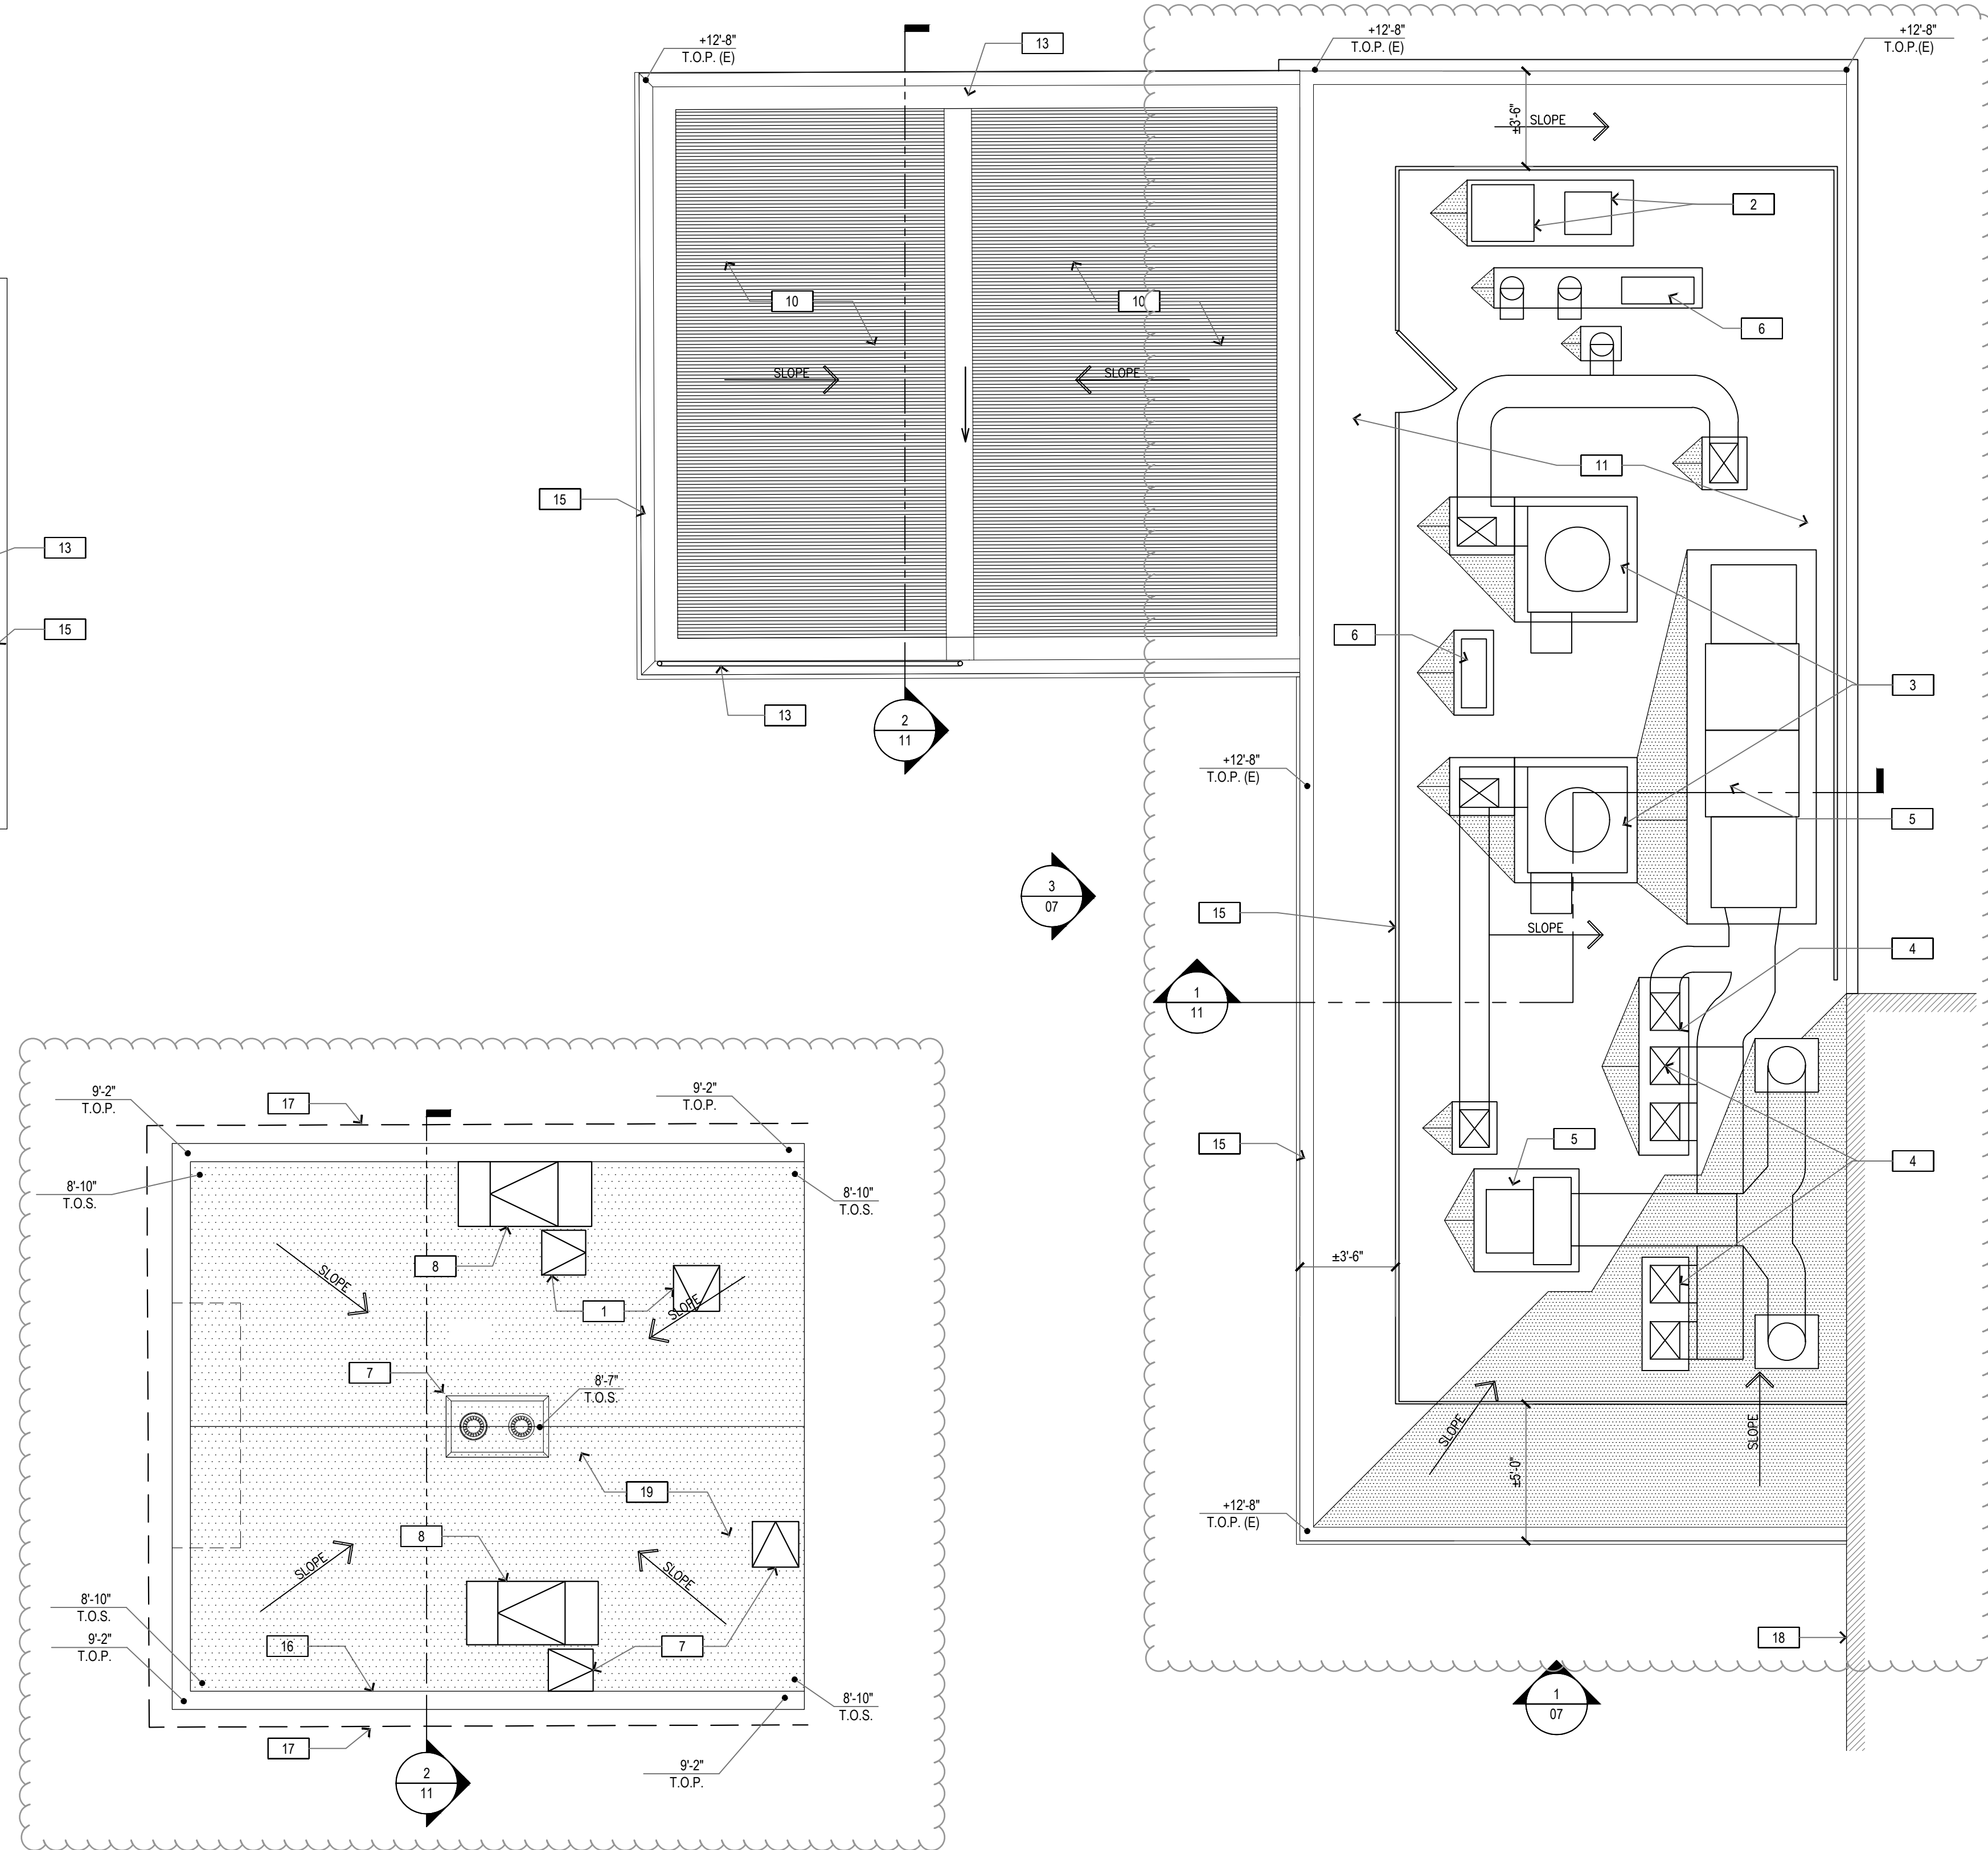 +12'-8"
T.O.P. (E)
13
+12'-8"
T.O.P. (E)
+12'-8"
T.O.P.(E)
±3'-6"
SLOPE
2
10
10
6
SLOPE
SLOPE
11
15
13
15
6
3
13
2
11
+12'-8"
T.O.P. (E)
5
3
07
15
SLOPE
4
1
11
9'-2"
T.O.P.
17
9'-2"
T.O.P.
15
5
4
8'-10"
T.O.S.
8'-10"
T.O.S.
8
SLOPE
1
SLOPE
±3'-6"
7
8'-7"
T.O.S.
SLOPE
SLOPE
±5'-0"
19
+12'-8"
T.O.P. (E)
8
SLOPE
SLOPE
8'-10"
T.O.S.
9'-2"
T.O.P.
16
7
18
8'-10"
T.O.S.
1
07
17
9'-2"
T.O.P.
2
11